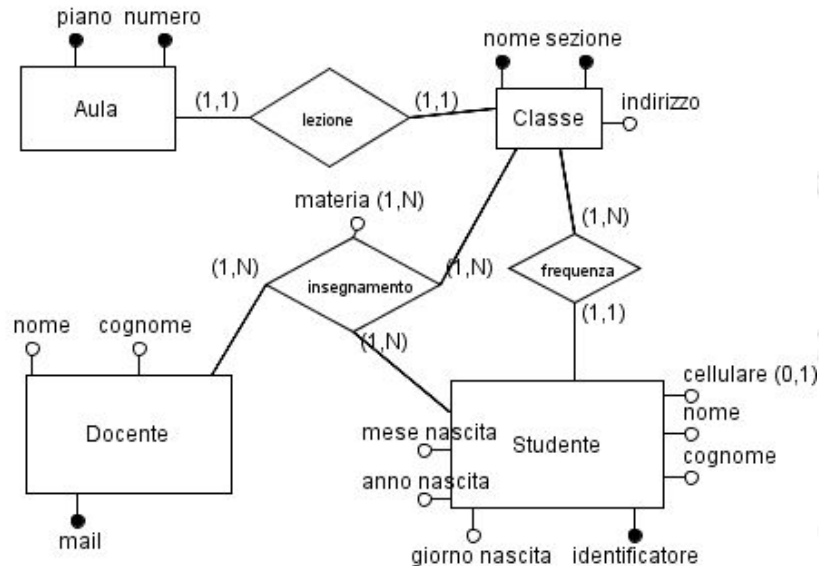 piano numero
Aula
(1,1)
lezione
(1,1)
nome sezione
Classe
indirizzo
materia (1,N)
(1,N)
insegnamento
(1,N)
(1,N)
(1,N)
frequenza
(1,1)
nome
cognome
Docente
mail
cellulare (0,1)
nome
cognome
mese nascita
Studente
anno nascita
giorno nascita
identificatore